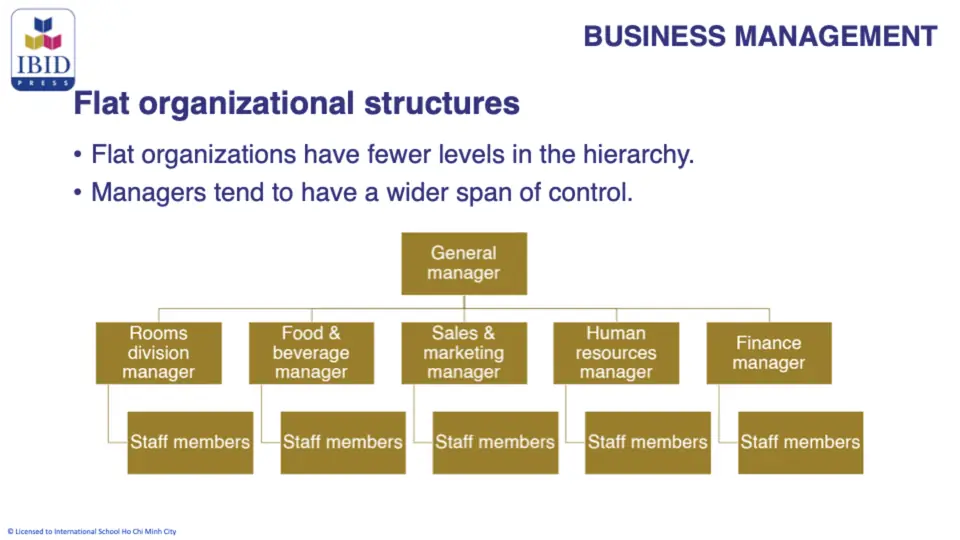 IBID
PRESS
BUSINESS MANAGEMENT
Flat organizational structures
• Flat organizations have fewer levels in the hierarchy.
• Managers tend to have a wider span of control.
General
manager
Rooms
division
manager
Food &
beverage
manager
Sales &
marketing
manager
Human
resources
manager
Finance
manager
Staff members
Staff members
Staff members
Staff members
Staff members
© Licensed to International School Ho Chi Minh City